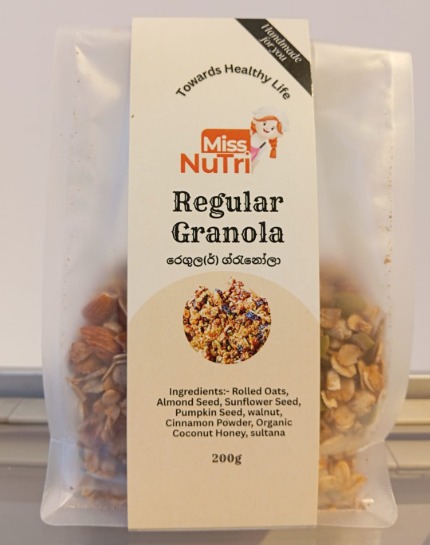 Handmade
for you
Towards Healthy Life
Miss
NuTri
Regular
Granola
රෙගුල(ර්) ග්රැනෝලා
Ingredients:- Rolled Oats,
Almond Seed, Sunflower Seed,
Pumpkin Seed, walnut,
Cinnamon Powder, Organic
Coconut Honey, sultana
200g